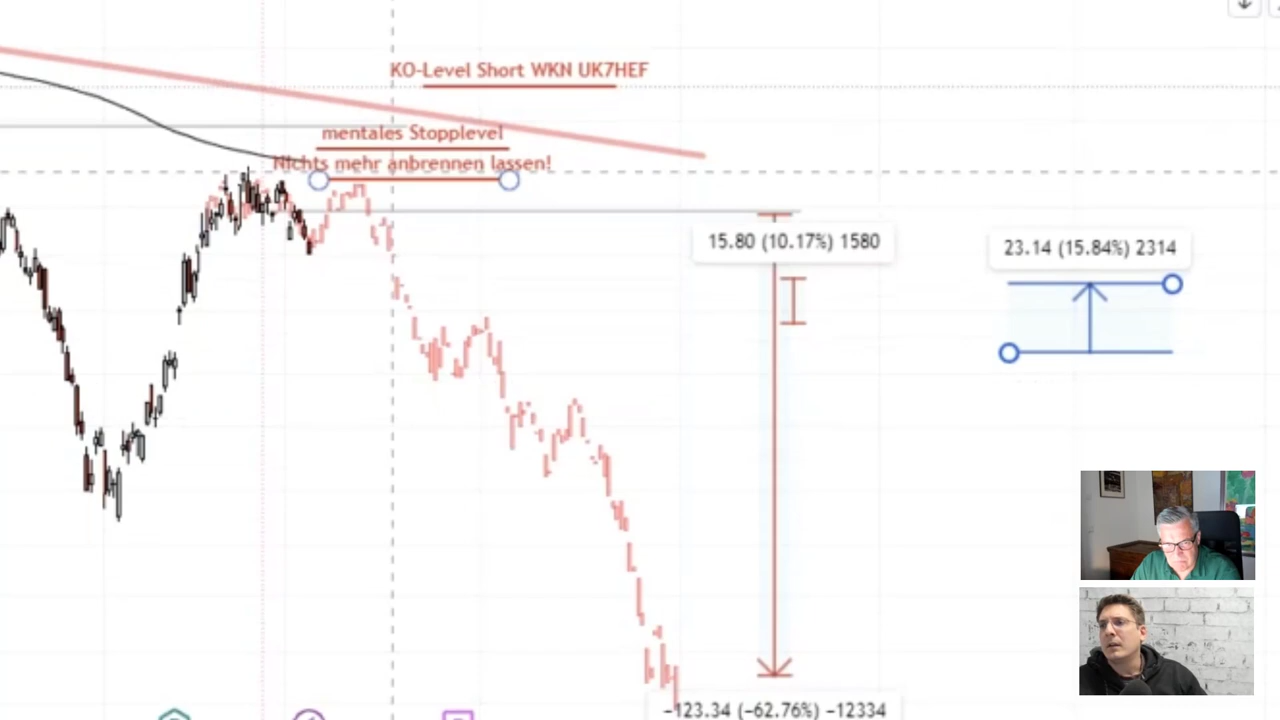 KO-Level Short WKN UK7HEF
mentales Stopplevel
Nichts mehr anbrennen lassen!
15.80 (10.17%) 1580
23.14 (15.84%) 2314
−123.34 (−62.76%) −12334